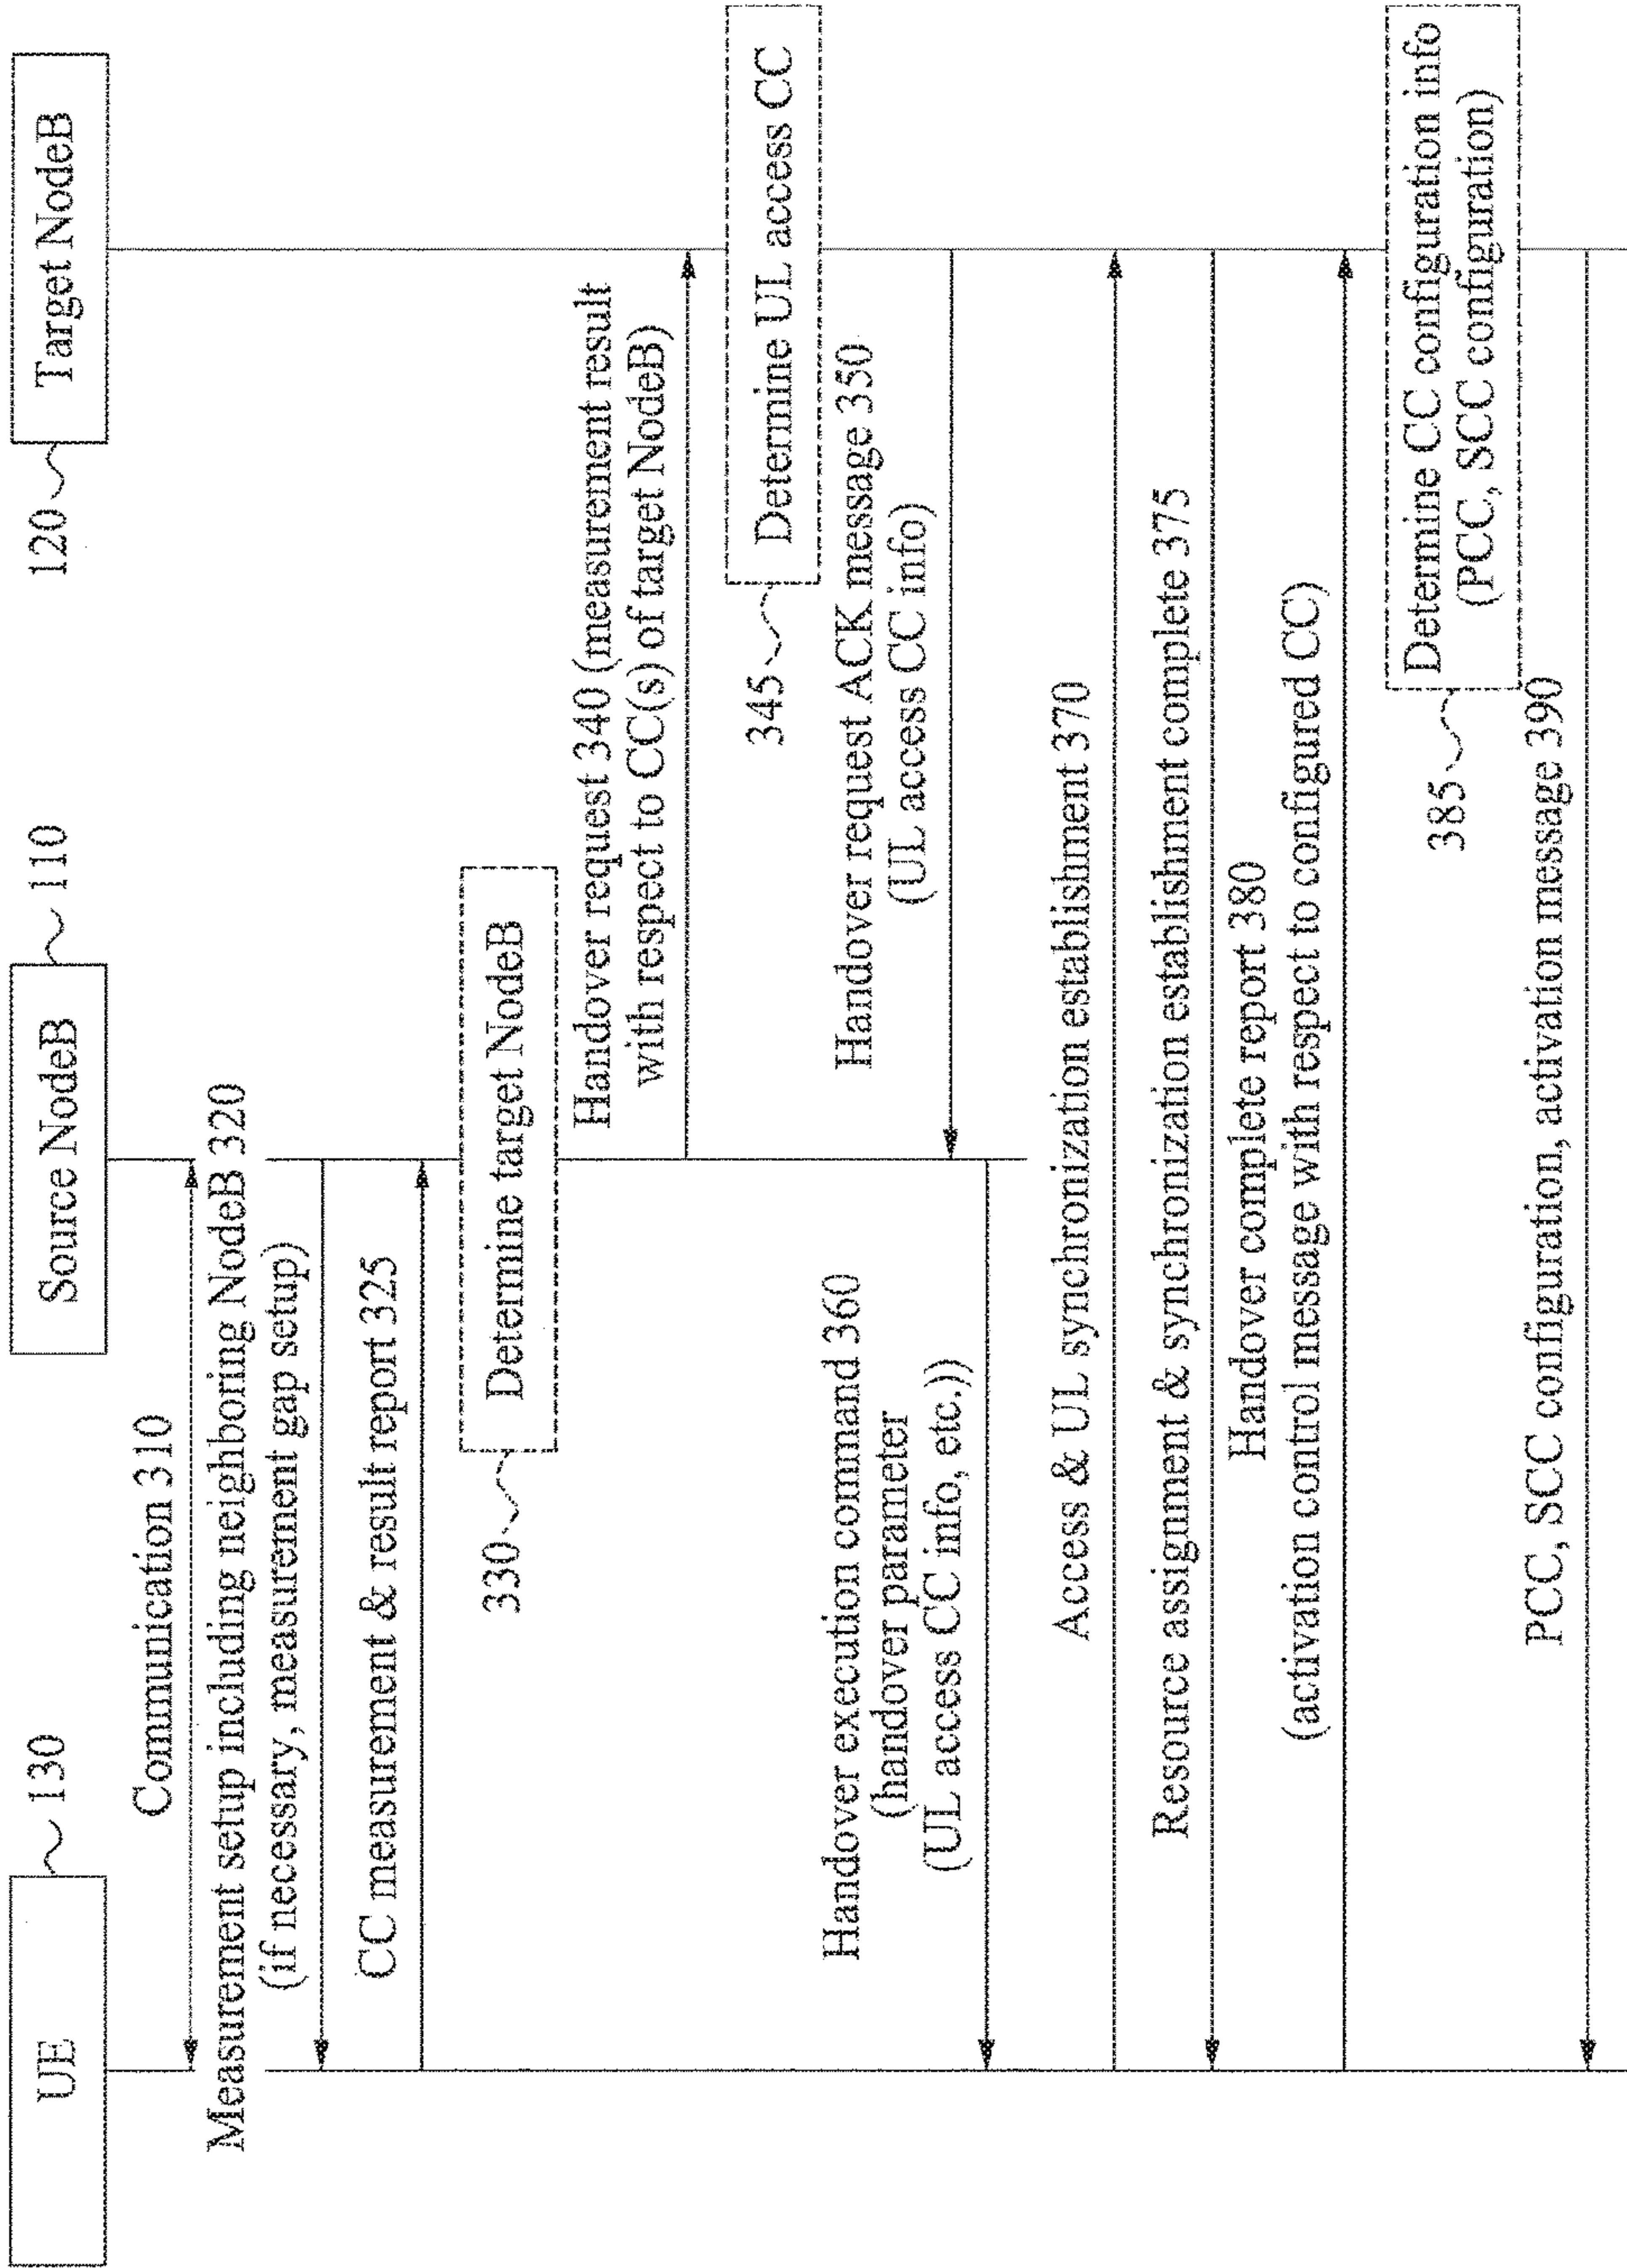 UE
130
Source NodeB
110
120
Target NodeB
Communication 310
Measurement setup including neighboring NodeB 320
(if necessary, measurement gap setup)
CC measurement & result report 325
330
Determine target NodeB
Handover request 340 (measurement result
with respect to CC(s) of target NodeB)
345
Determine UL access CC
Handover request ACK message 350
(UL access CC info)
Handover execution command 360
(handover parameter
(UL access CC info, etc.))
Access & UL synchronization establishment 370
Resource assignment & synchronization establishment complete 375
Handover complete report 380
(activation control message with respect to configured CC)
385
Determine CC configuration info
(PCC, SCC configuration)
PCC, SCC configuration, activation message 390